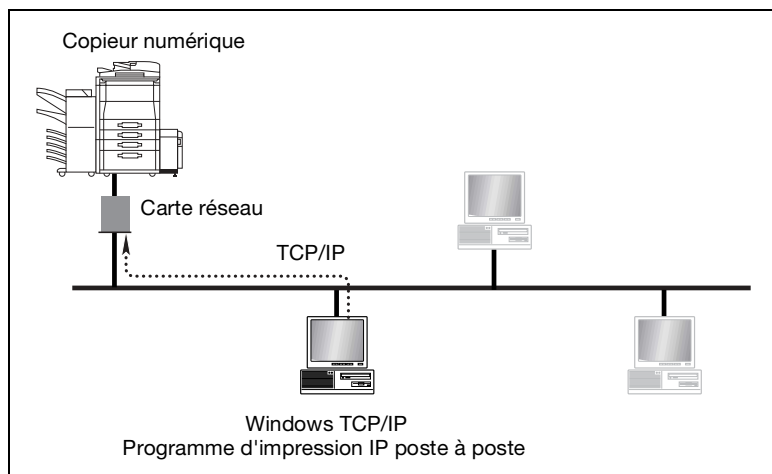 Copieur numérique
Carte réseau
TCP/IP
Windows TCP/IP
Programme d'impression IP poste à poste